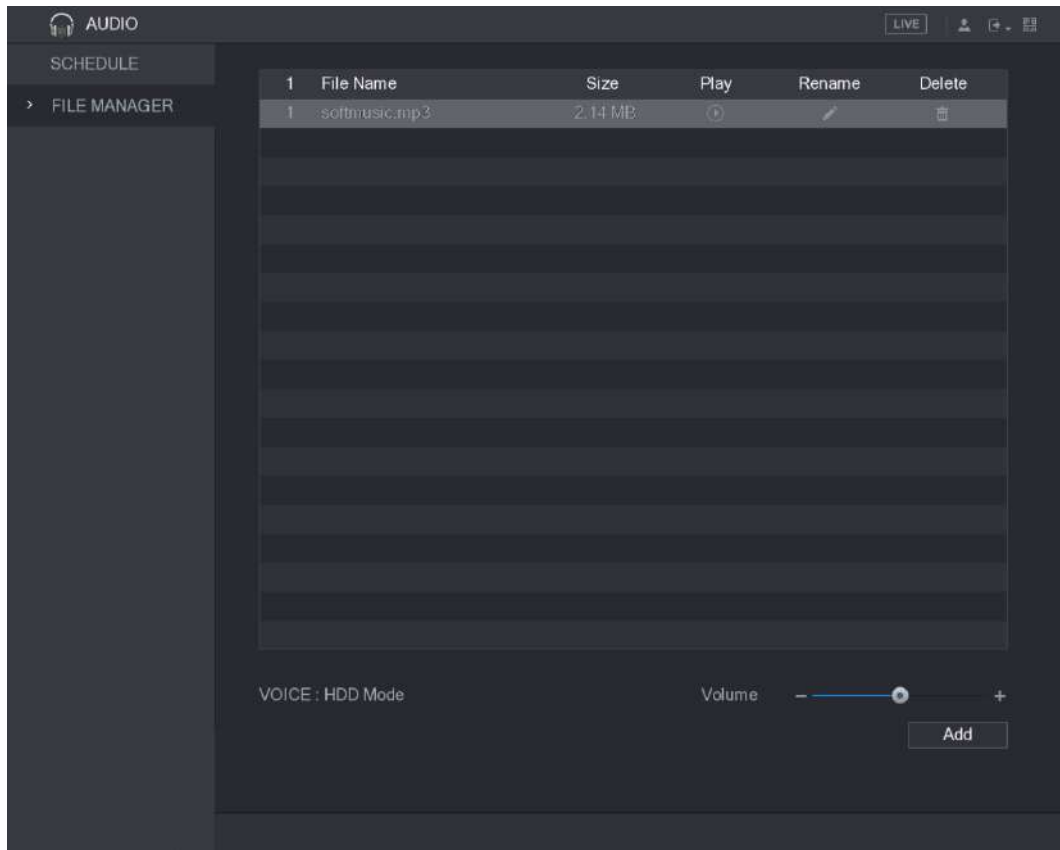 AUDIO
LIVE
SCHEDULE
FILE MANAGER
1 File Name Size Play Rename Delete
1 softmusic.mp3 2.14 MB
VOICE : HDD Mode Volume − +
Add